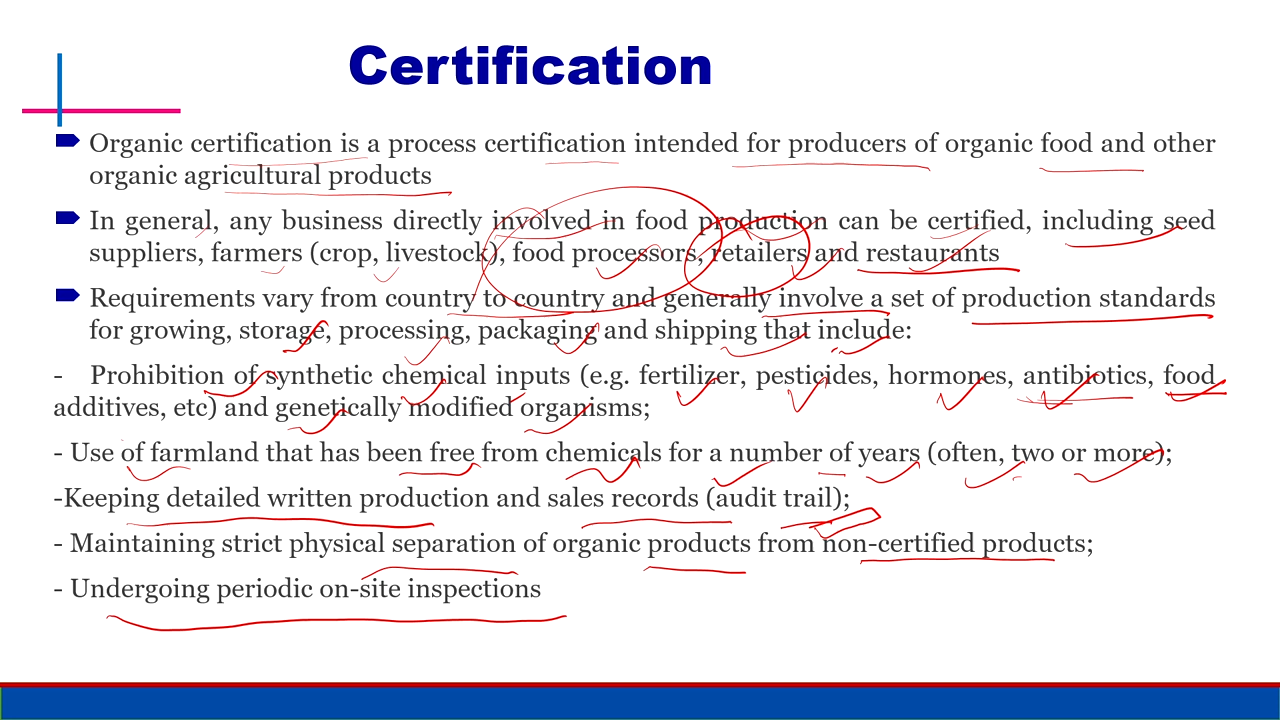 Certification
Organic certification is a process certification intended for producers of organic food and other
organic agricultural products
In general, any business directly involved in food production can be certified, including seed
suppliers, farmers (crop, livestock), food processors, retailers and restaurants
Requirements vary from country to country and generally involve a set of production standards
for growing, storage, processing, packaging and shipping that include:
- Prohibition of synthetic chemical inputs (e.g. fertilizer, pesticides, hormones, antibiotics, food
additives, etc) and genetically modified organisms;
- Use of farmland that has been free from chemicals for a number of years (often, two or more);
-Keeping detailed written production and sales records (audit trail);
- Maintaining strict physical separation of organic products from non-certified products;
- Undergoing periodic on-site inspections